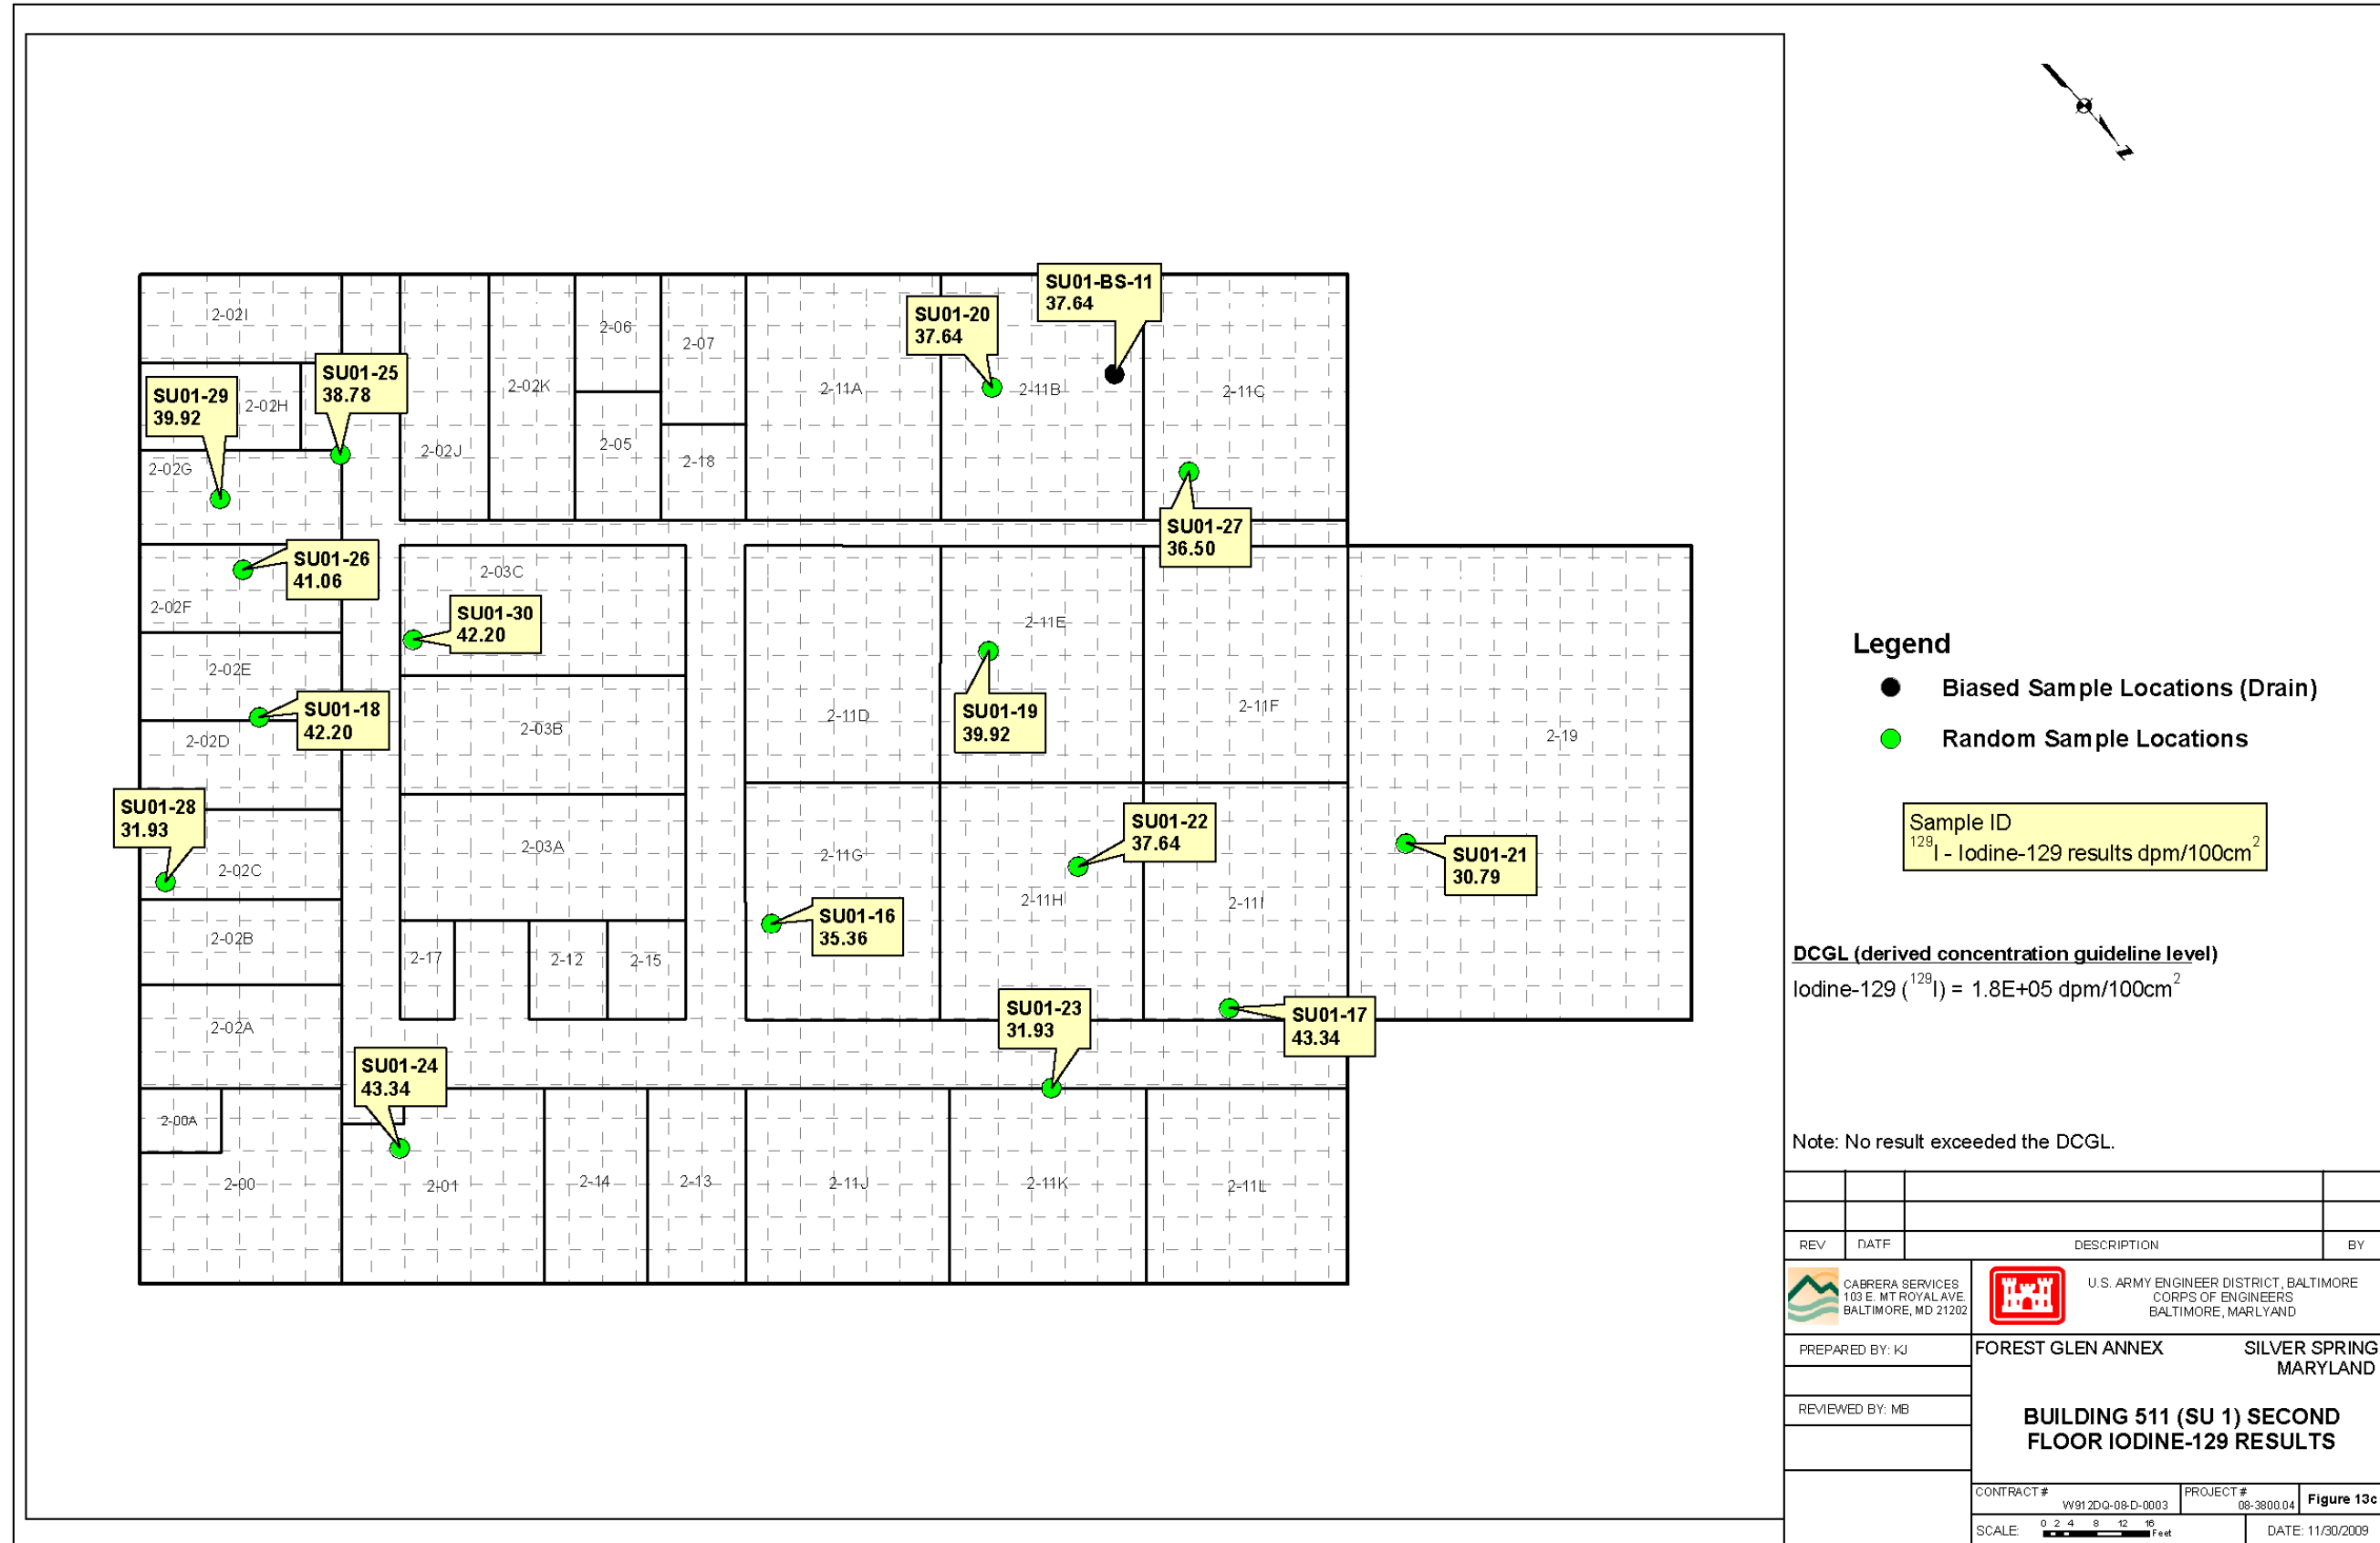 SU01-BS-11
37.64
SU01-20
37.64
2-02I
2-06
2-07
SU01-25
38.78
SU01-29
39.92
2-02H
2-02K
2-11A
2-11B
2-11C
2-02J
2-05
2-18
2-02G
SU01-27
36.50
SU01-26
41.06
2-03C
2-02F
SU01-30
42.20
2-11E
2-02E
SU01-18
42.20
2-02D
2-03B
2-11D
SU01-19
39.92
2-11F
2-19
SU01-28
31.93
2-02C
2-03A
2-11G
SU01-22
37.64
SU01-21
30.79
2-11H
2-11I
SU01-16
35.36
2-02B
2-17
2-12
2-15
2-02A
SU01-23
31.93
SU01-17
43.34
SU01-24
43.34
2-00A
2-00
2-01
2-14
2-13
2-11J
2-11K
2-11L
N
Legend
Biased Sample Locations (Drain)
Random Sample Locations
Sample ID
129I - Iodine-129 results dpm/100cm2
DCGL (derived concentration guideline level)
Iodine-129 (129I) = 1.8E+05 dpm/100cm2
Note: No result exceeded the DCGL.
REV DATE DESCRIPTION BY
CABRERA SERVICES
103 E. MT ROYAL AVE.
BALTIMORE, MD 21202
U.S. ARMY ENGINEER DISTRICT, BALTIMORE
CORPS OF ENGINEERS
BALTIMORE, MARLYAND
PREPARED BY: KJ
FOREST GLEN ANNEX SILVER SPRING
MARYLAND
REVIEWED BY: MB
BUILDING 511 (SU 1) SECOND
FLOOR IODINE-129 RESULTS
CONTRACT #
W912DQ-08-D-0003
PROJECT #
08-3800.04
Figure 13c
SCALE: 0 2 4 8 12 16
Feet
DATE: 11/30/2009